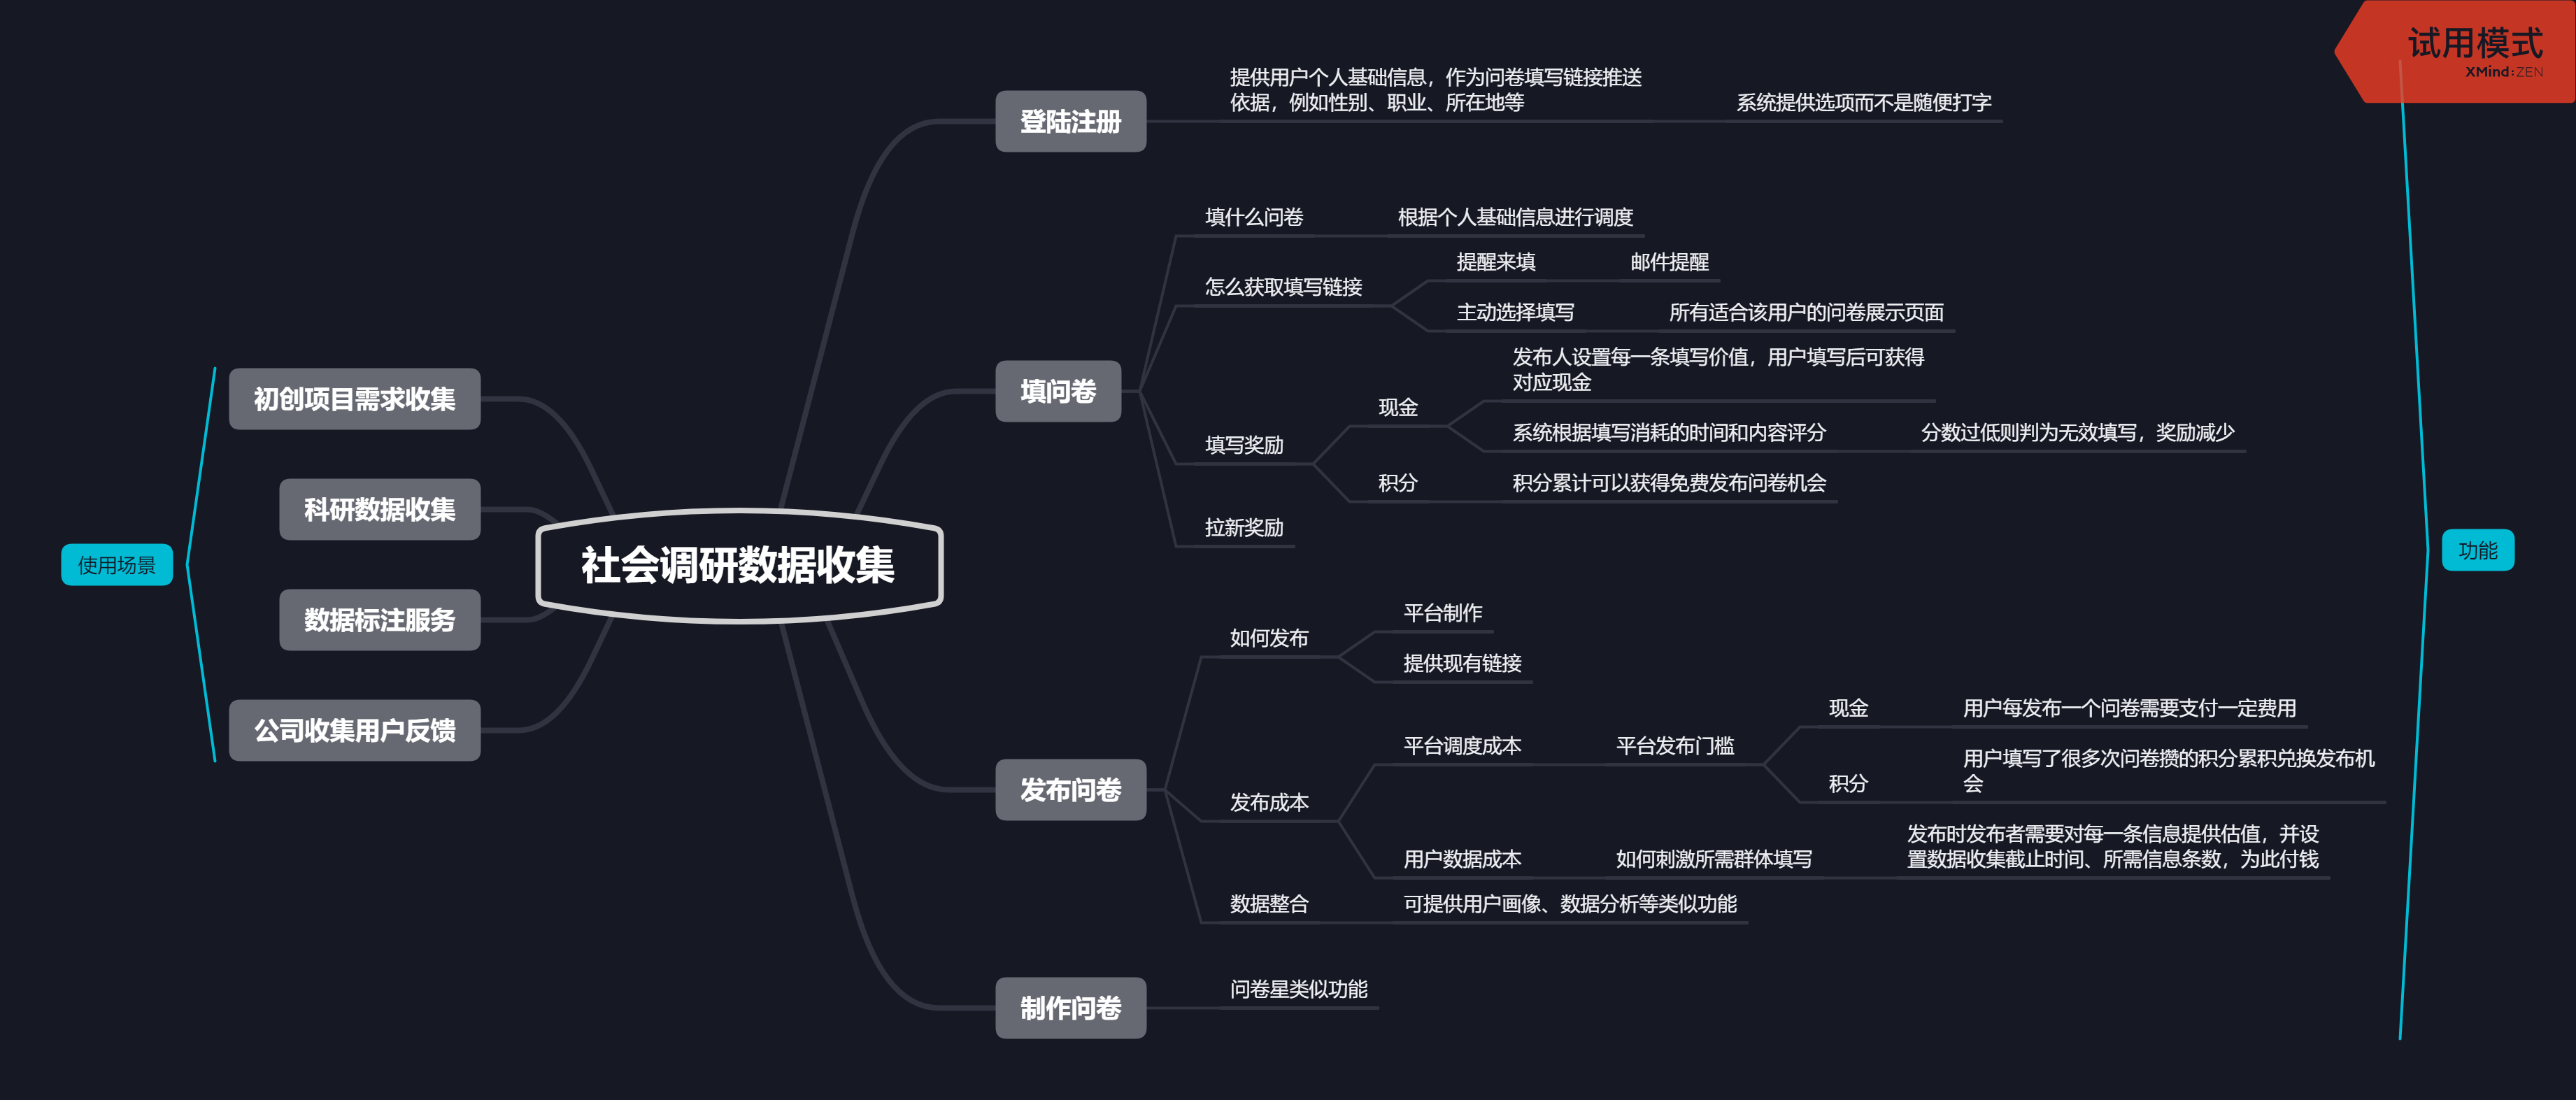 试用模式
XMind:ZEN
社会调研数据收集
登陆注册
提供用户个人基础信息，作为问卷填写链接推送
依据，例如性别、职业、所在地等
系统提供选项而不是随便打字
填问卷
填什么问卷
根据个人基础信息进行调度
怎么获取填写链接
提醒来填
邮件提醒
主动选择填写
所有适合该用户的问卷展示页面
填写奖励
现金
发布人设置每一条填写价值，用户填写后可获得
对应现金
系统根据填写消耗的时间和内容评分
分数过低则判为无效填写，奖励减少
积分
积分累计可以获得免费发布问卷机会
拉新奖励
发布问卷
如何发布
平台制作
提供现有链接
发布成本
平台调度成本
平台发布门槛
现金
用户每发布一个问卷需要支付一定费用
积分
用户填写了很多次问卷攒的积分累积兑换发布机
会
用户数据成本
如何刺激所需群体填写
发布时发布者需要对每一条信息提供估值，并设
置数据收集截止时间、所需信息条数，为此付钱
数据整合
可提供用户画像、数据分析等类似功能
制作问卷
问卷星类似功能
功能
初创项目需求收集
科研数据收集
数据标注服务
公司收集用户反馈
使用场景